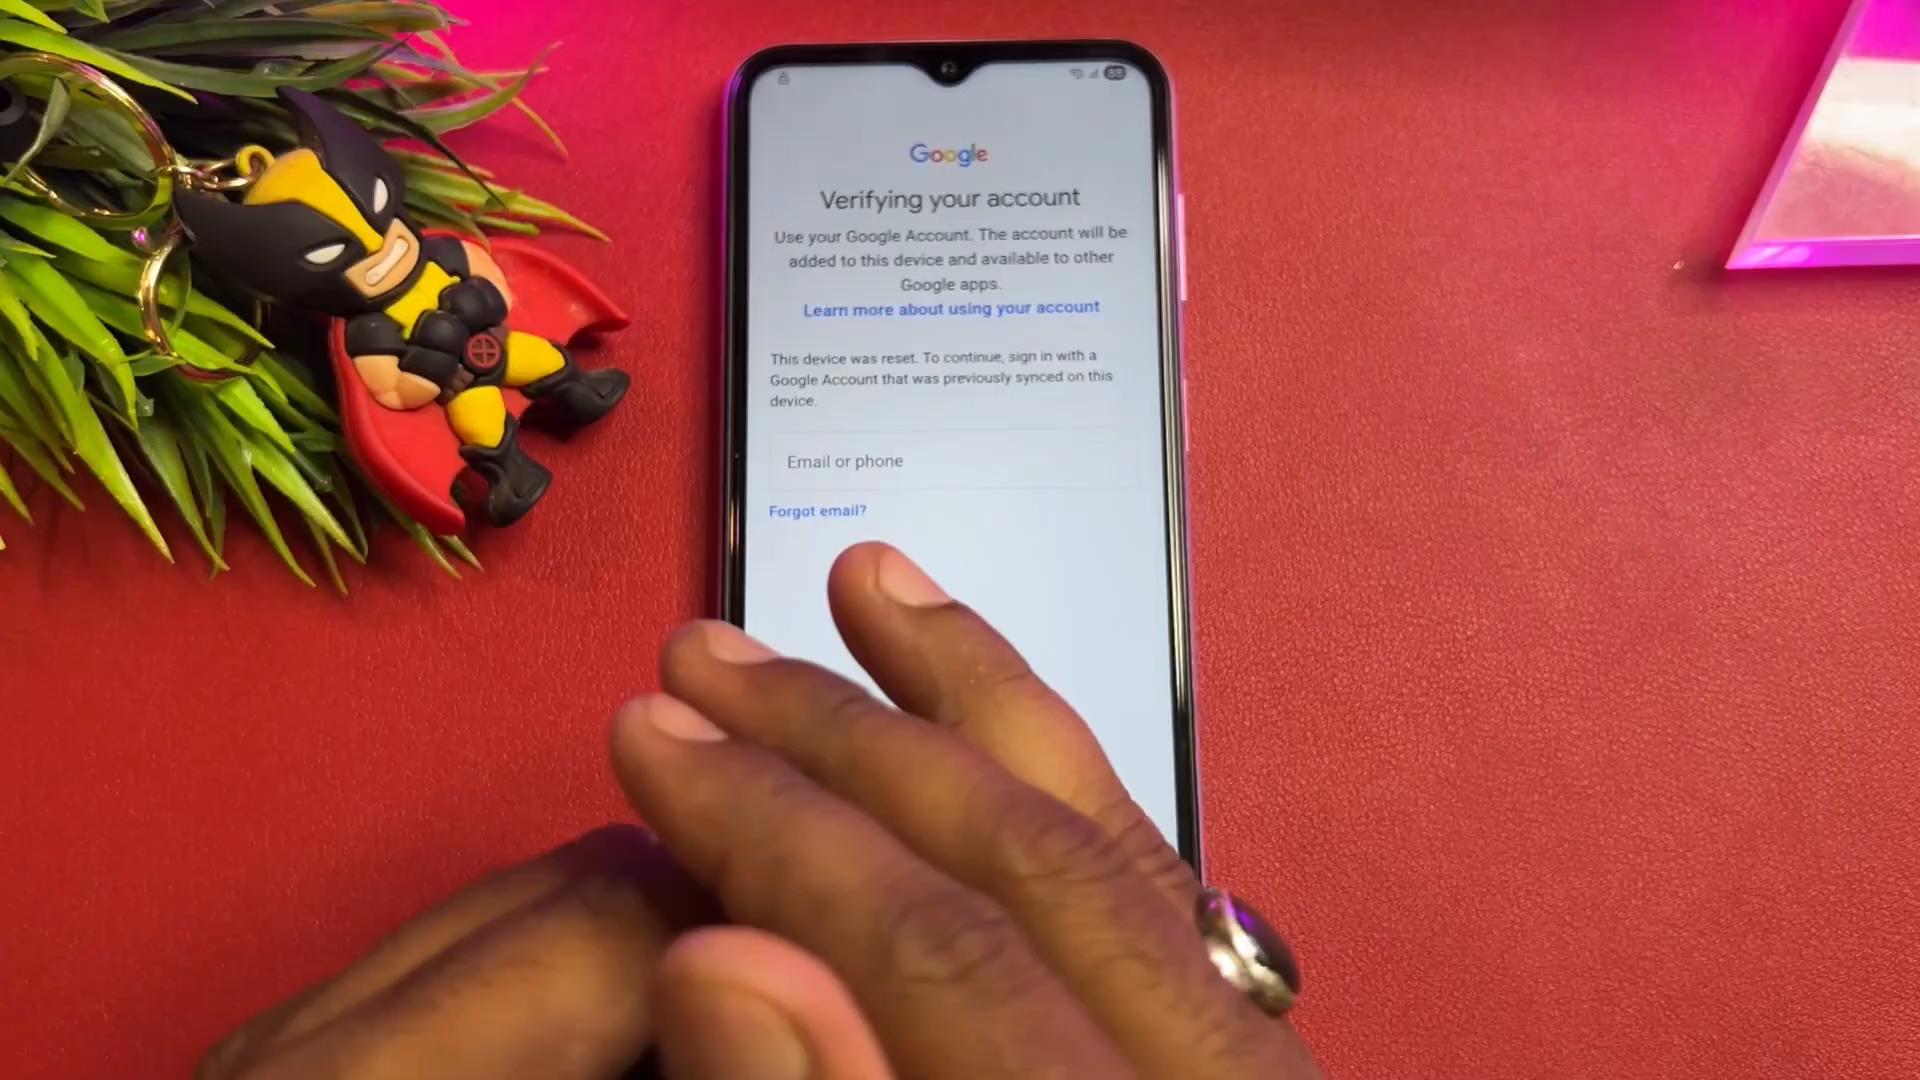 88
Google
Verifying your account
Use your Google Account. The account will be
added to this device and available to other
Google apps.
Learn more about using your account
This device was reset. To continue, sign in with a
Google Account that was previously synced on this
device.
Email or phone
Forgot email?